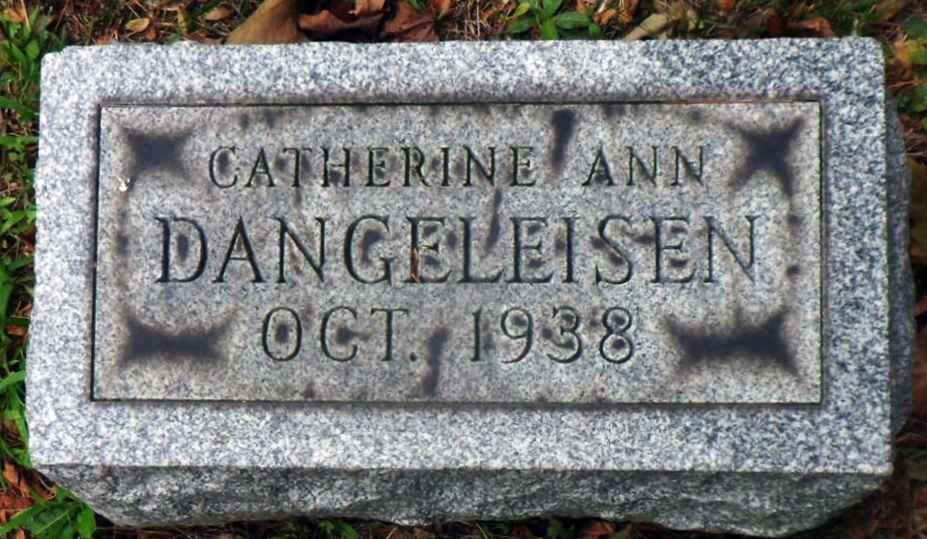 CATHERINE ANN
DANGELEISEN
OCT. 1938